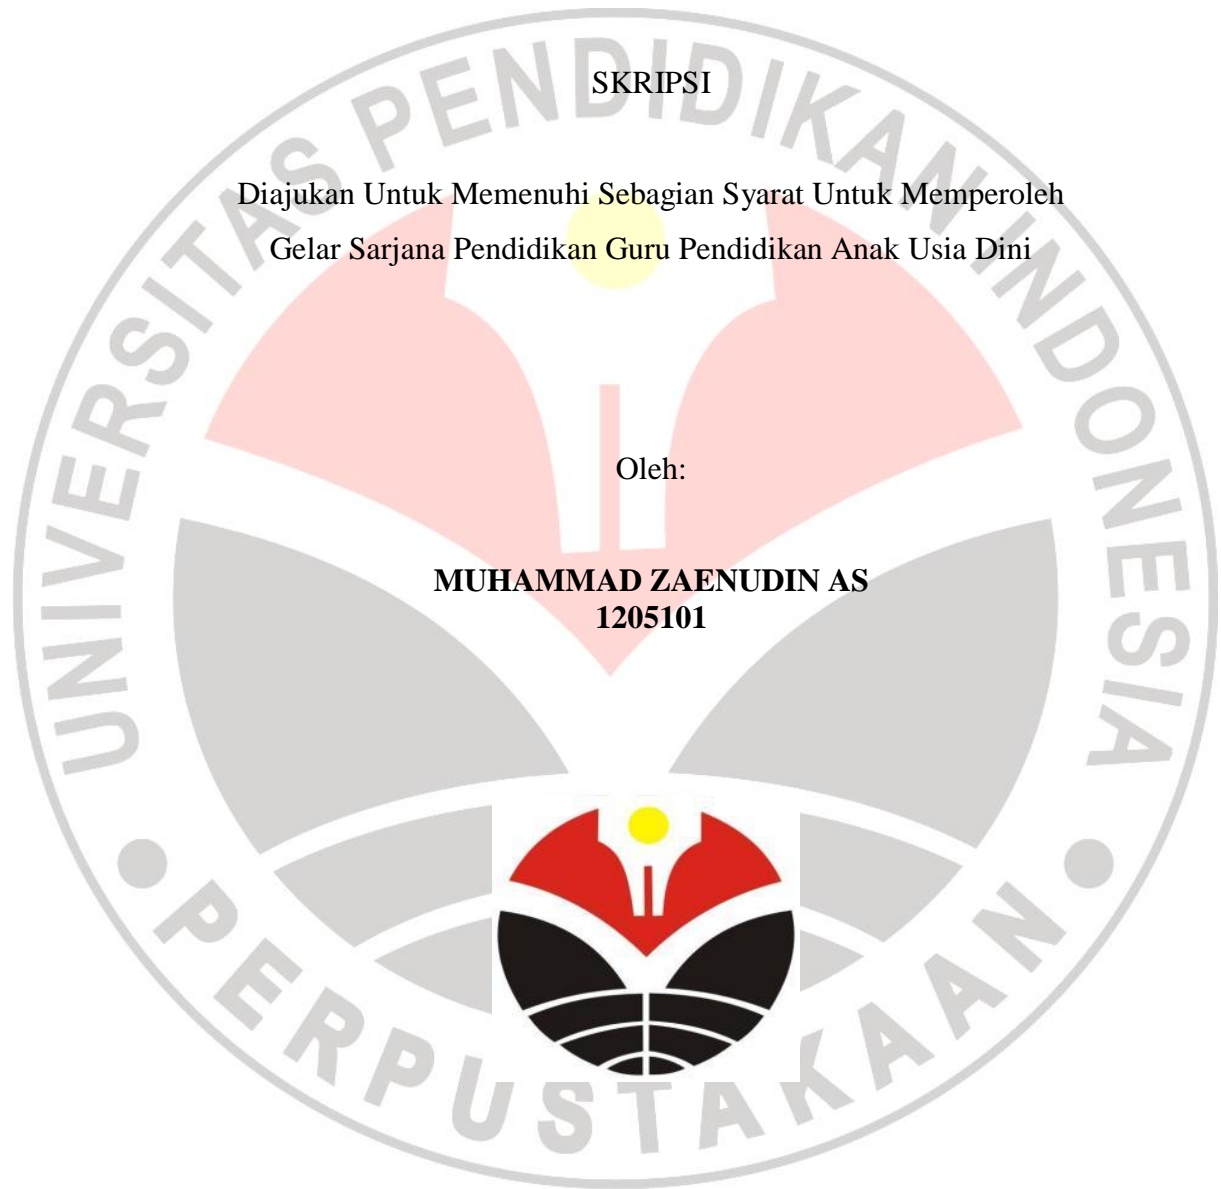 SKRIPSI
Diajukan Untuk Memenuhi Sebagian Syarat Untuk Memperoleh
Gelar Sarjana Pendidikan Guru Pendidikan Anak Usia Dini
Oleh:
MUHAMMAD ZAENUDIN AS
1205101
UNIVERSITAS PENDIDIKAN INDONESIA
PERPUSTAKAAN